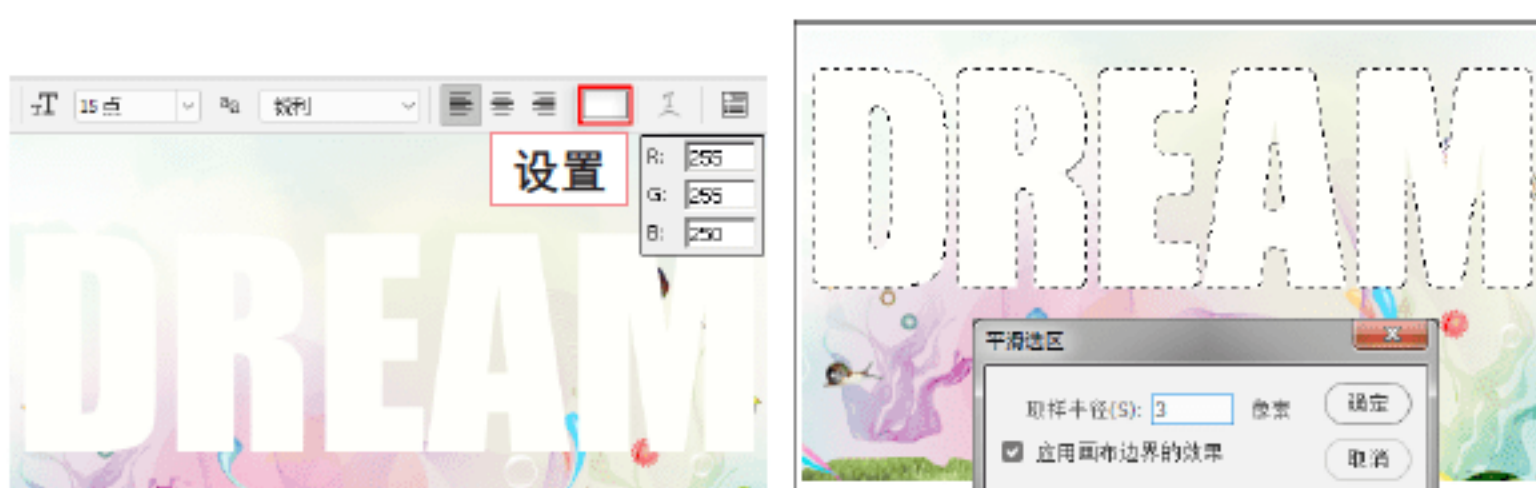 15 点
aa
锐利
设置
R: 255
G: 255
B: 250
DREAM
DREAM
平滑选区
取样半径(S): 3 像素
确定
应用画布边界的效果
取消